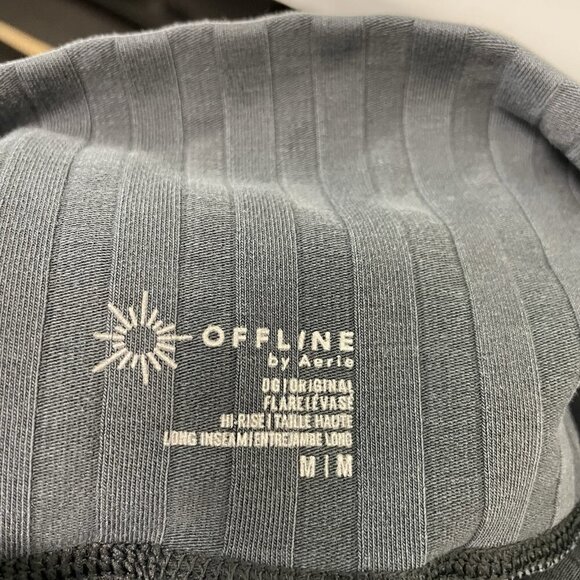 OFFLINE
by Aerie
OG | ORIGINAL
FLARE | ÉVASÉ
HI-RISE | TAILLE HAUTE
LONG INSEAM | ENTREJAMBE LONG
M | M